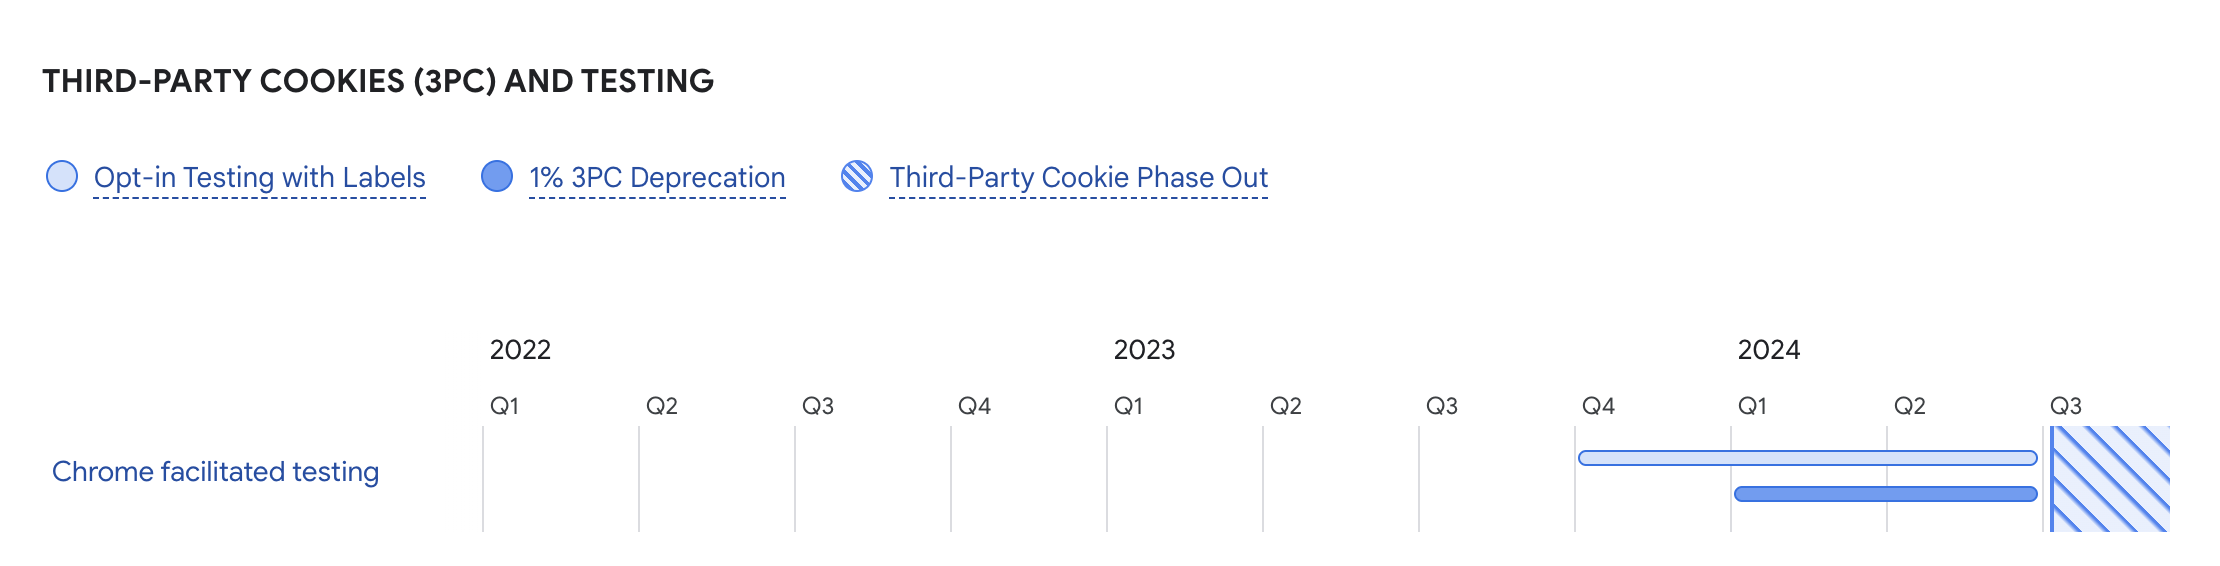 THIRD-PARTY COOKIES (3PC) AND TESTING
Opt-in Testing with Labels 1% 3PC Deprecation Third-Party Cookie Phase Out
2022 2023 2024
Q1 Q2 Q3 Q4 Q1 Q2 Q3 Q4 Q1 Q2 Q3
Chrome facilitated testing